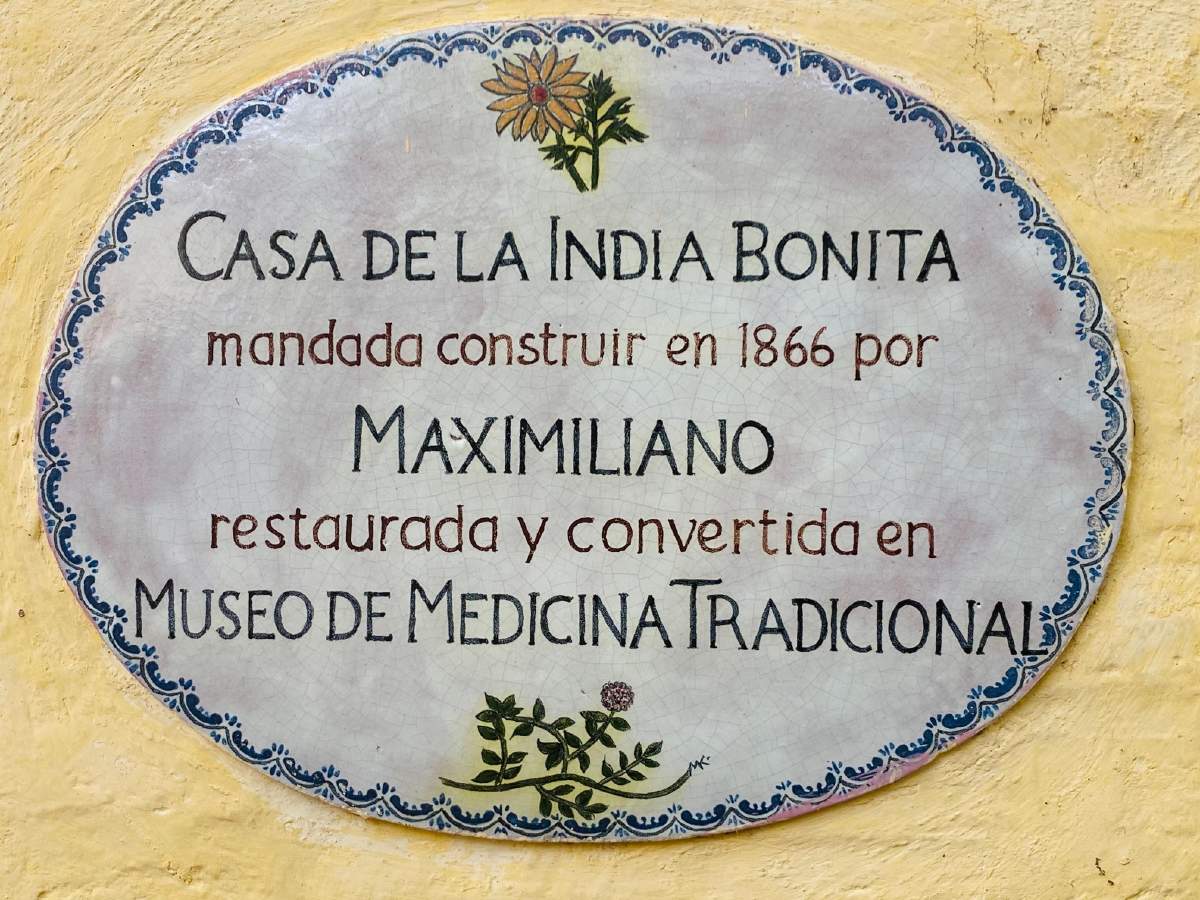 CASA DE LA INDIA BONITA
mandada construir en 1866 por
MAXIMILIANO
restaurada y convertida en
MUSEO DE MEDICINA TRADICIONAL